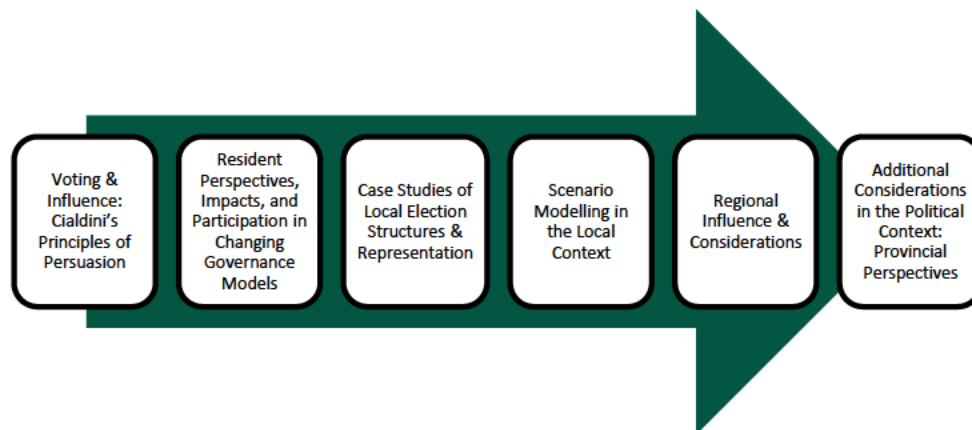 Voting &
Influence:
Cialdini's
Principles of
Persuasion
Resident
Perspectives,
Impacts, and
Participation in
Changing
Governance
Models
Case Studies of
Local Election
Structures &
Representation
Scenario
Modelling in
the Local
Context
Regional
Influence &
Considerations
Additional
Considerations
in the Political
Context:
Provincial
Perspectives